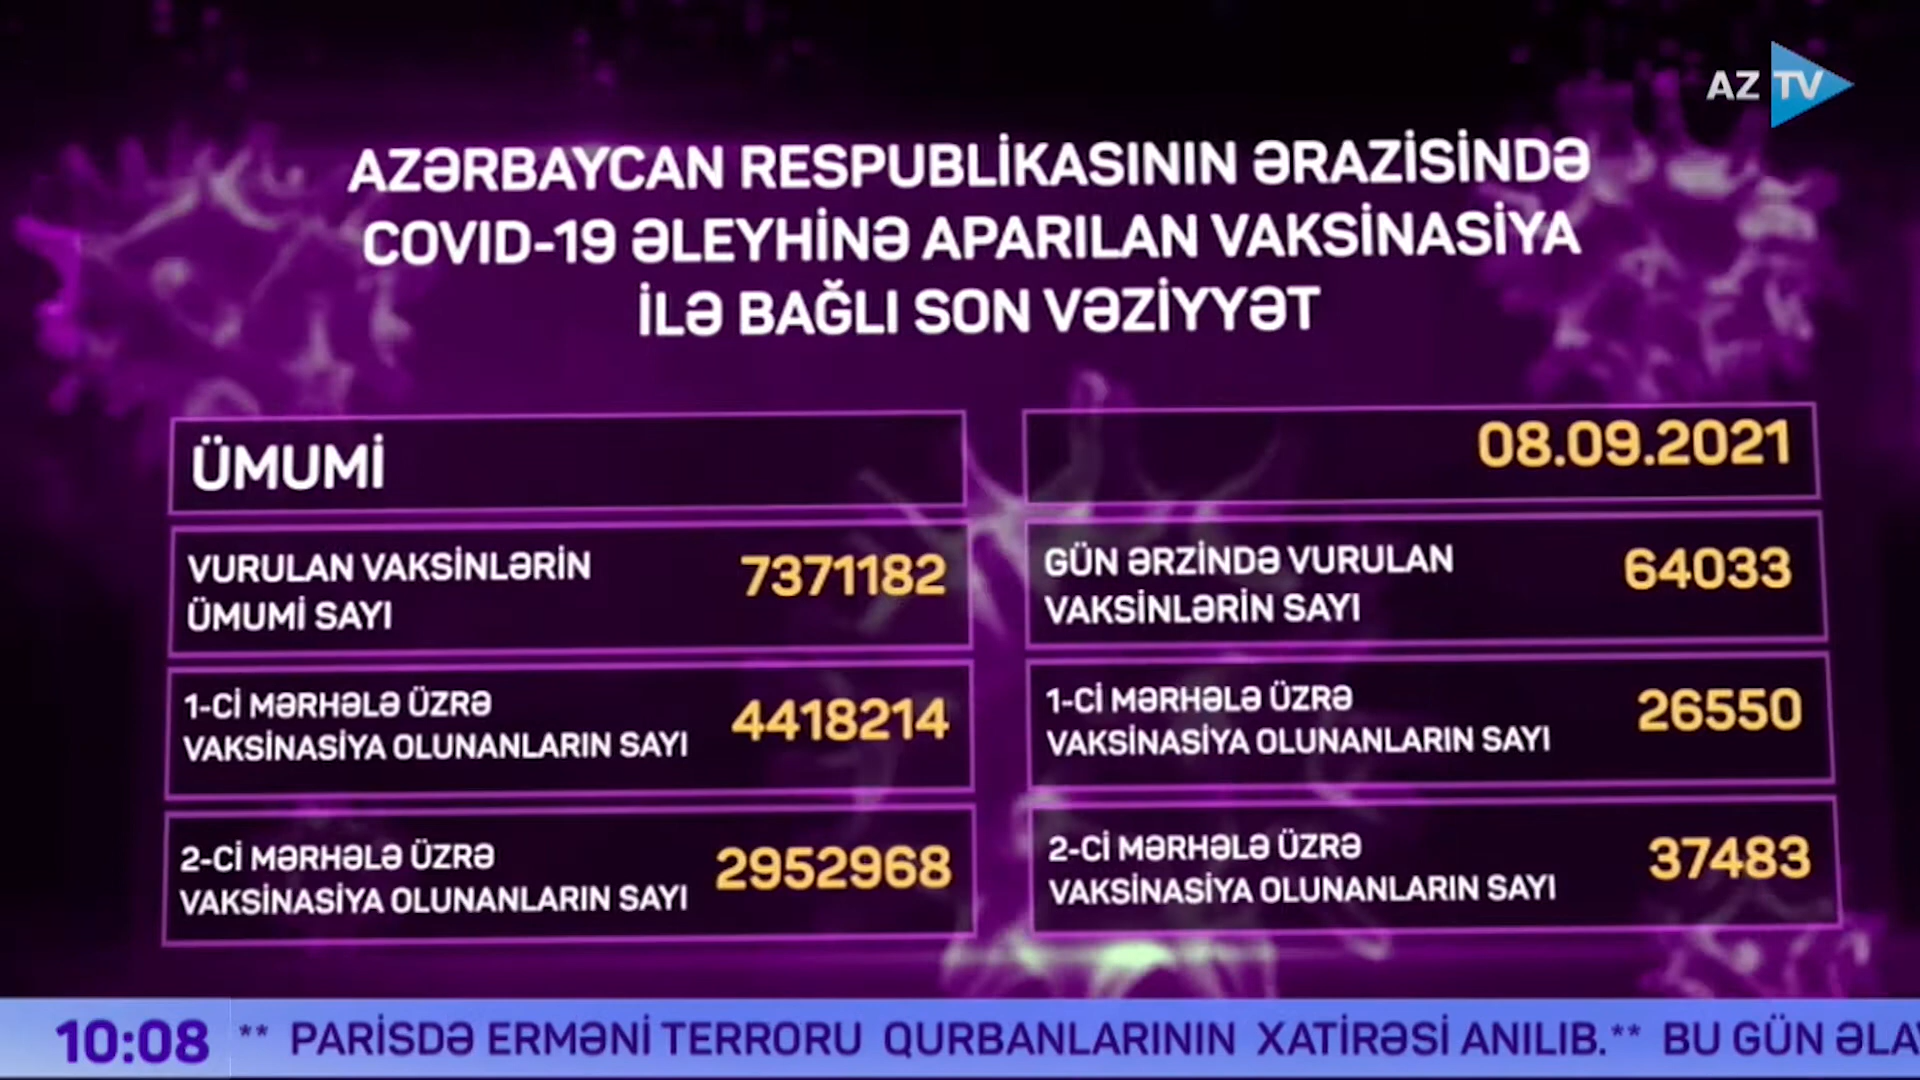 AZ TV
AZƏRBAYCAN RESPUBLİKASININ ƏRAZİSİNDƏ
COVID-19 ƏLEYHİNƏ APARILAN VAKSİNASİYA
İLƏ BAĞLI SON VƏZİYYƏT
ÜMUMİ
VURULAN VAKSİNLƏRİN
ÜMUMİ SAYI
7371182
1-Cİ MƏRHƏLƏ ÜZRƏ
VAKSİNASİYA OLUNANLARIN SAYI
4418214
2-Cİ MƏRHƏLƏ ÜZRƏ
VAKSİNASİYA OLUNANLARIN SAYI
2952968
08.09.2021
GÜN ƏRZİNDƏ VURULAN
VAKSİNLƏRİN SAYI
64033
1-Cİ MƏRHƏLƏ ÜZRƏ
VAKSİNASİYA OLUNANLARIN SAYI
26550
2-Cİ MƏRHƏLƏ ÜZRƏ
VAKSİNASİYA OLUNANLARIN SAYI
37483
10:08 ** PARİSDƏ ERMƏNİ TERRORU QURBANLARININ XATİRƏSİ ANILIB.** BU GÜN